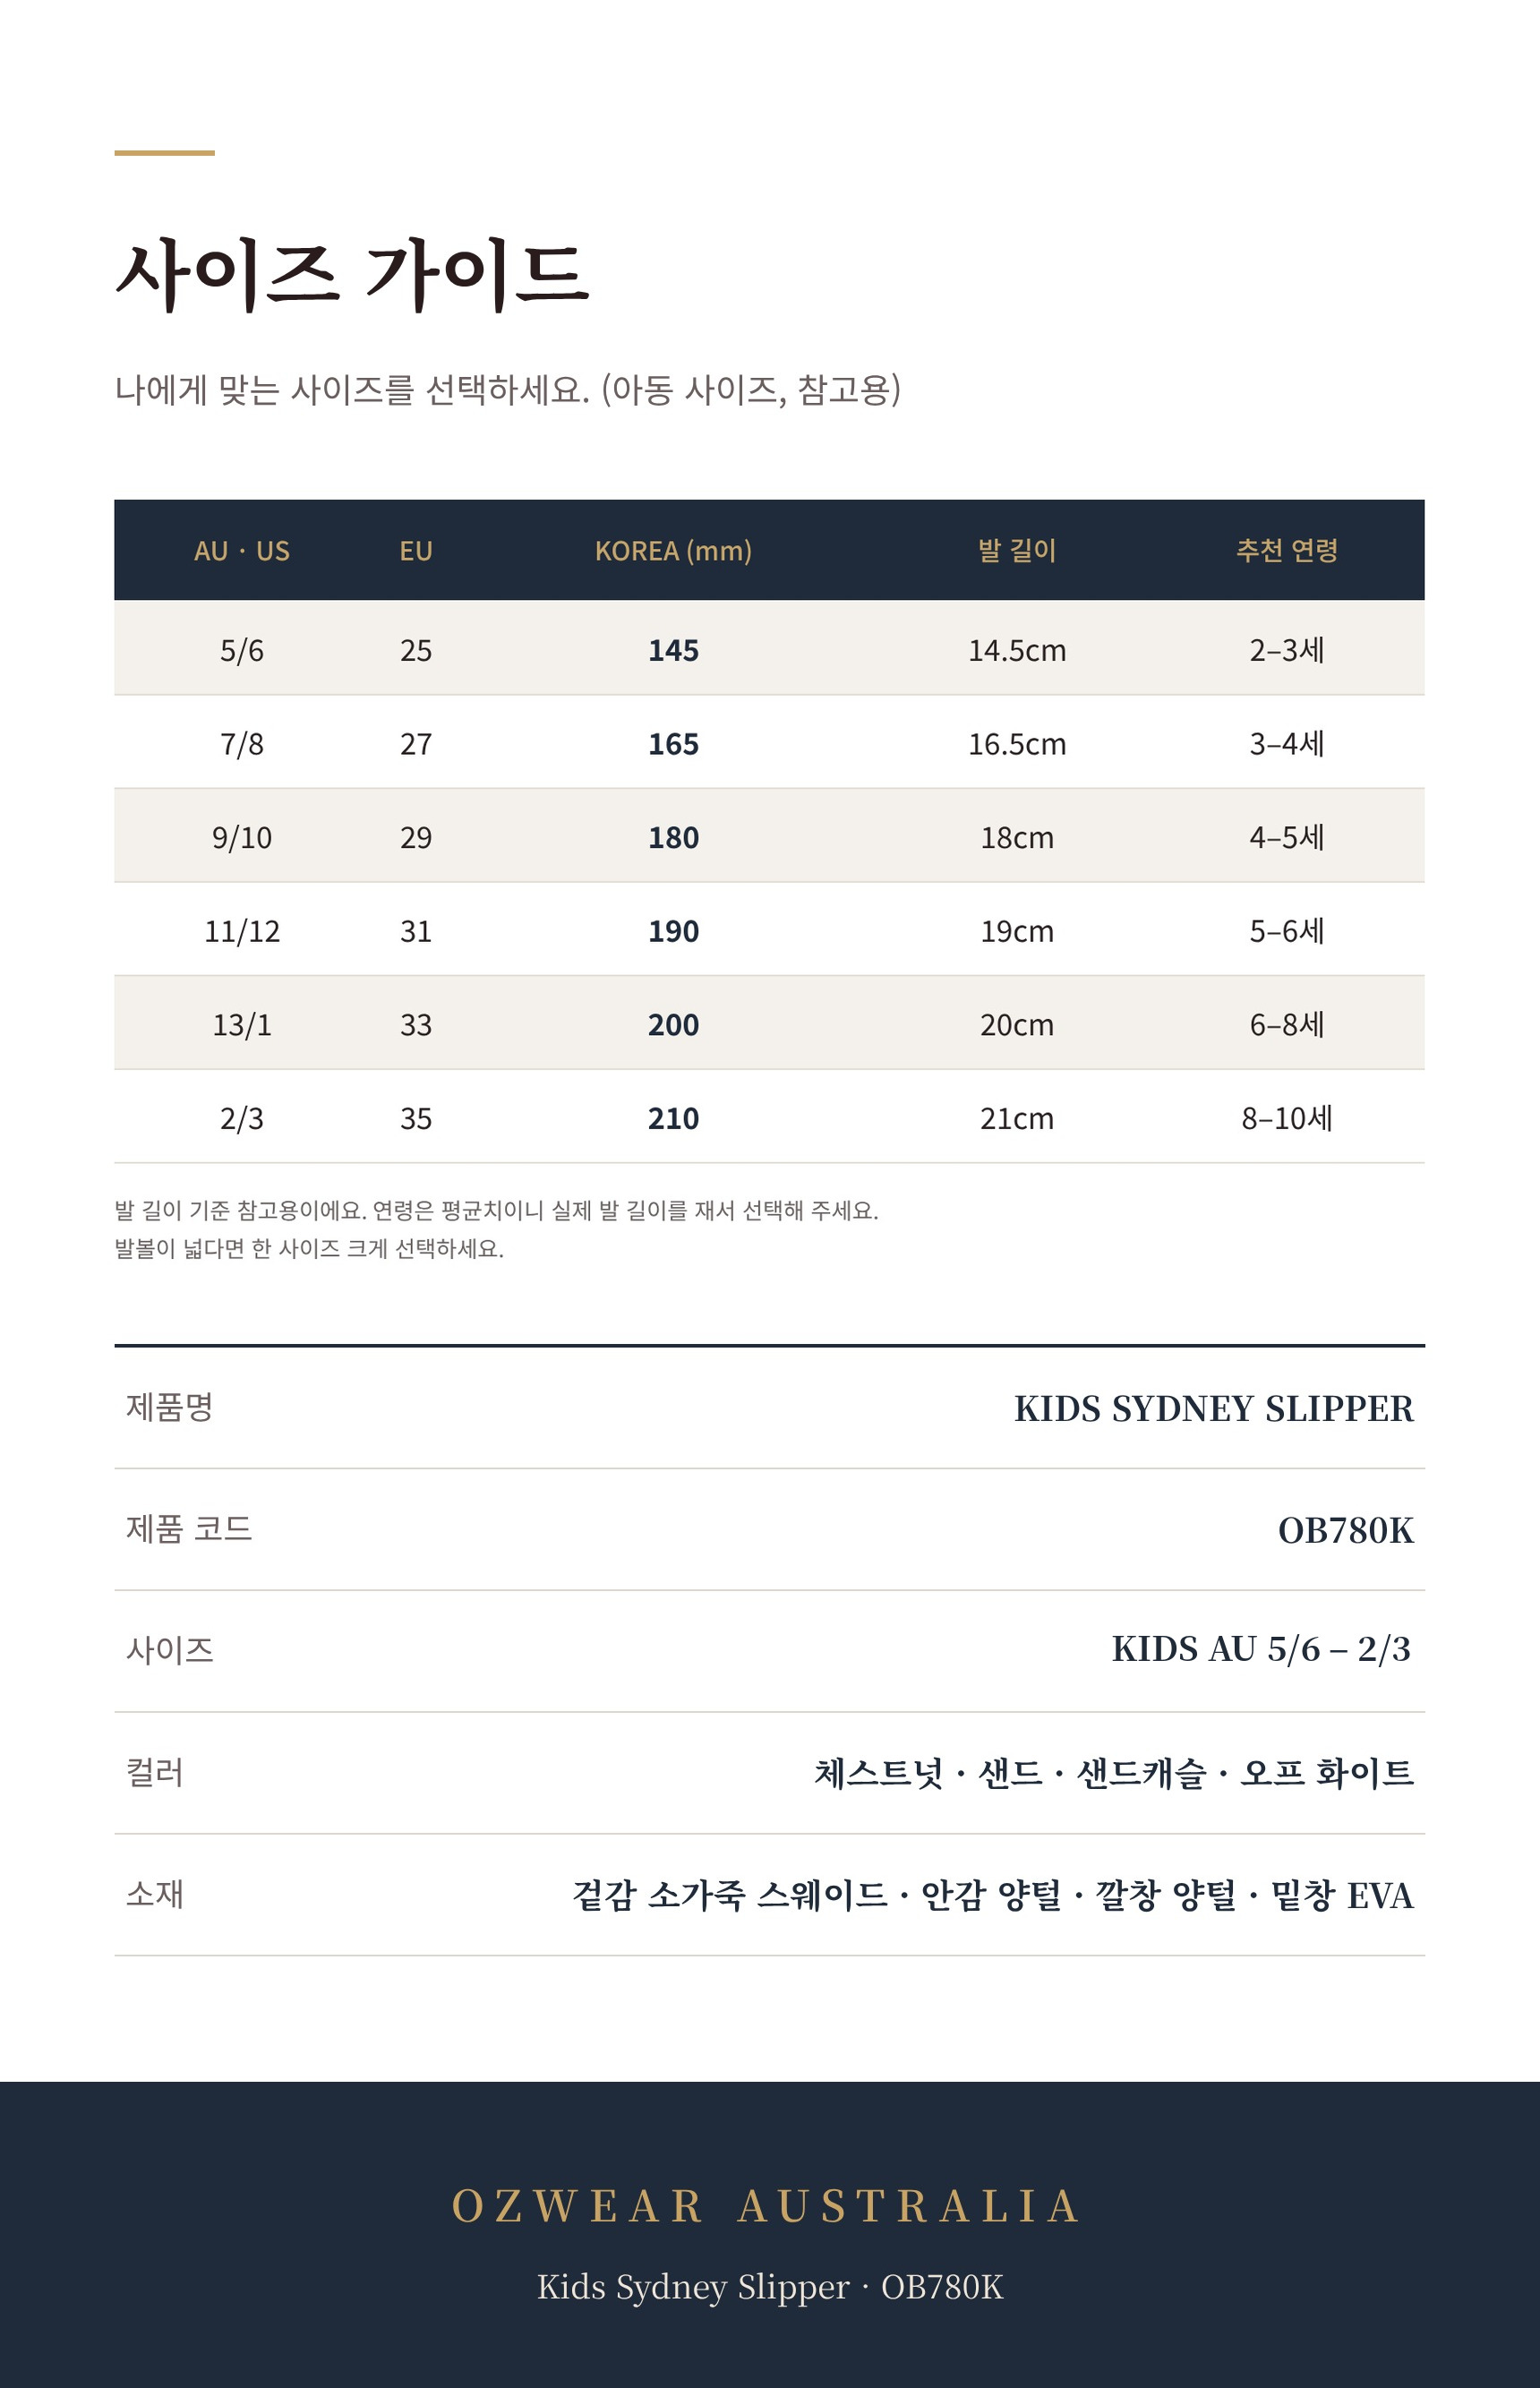 사이즈 가이드
나에게 맞는 사이즈를 선택하세요. (아동 사이즈, 참고용)
AU · US EU KOREA (mm) 발 길이 추천 연령
5/6 25 145 14.5cm 2–3세
7/8 27 165 16.5cm 3–4세
9/10 29 180 18cm 4–5세
11/12 31 190 19cm 5–6세
13/1 33 200 20cm 6–8세
2/3 35 210 21cm 8–10세
발 길이 기준 참고용이에요. 연령은 평균치이니 실제 발 길이를 재서 선택해 주세요.
발볼이 넓다면 한 사이즈 크게 선택하세요.
제품명 KIDS SYDNEY SLIPPER
제품 코드 OB780K
사이즈 KIDS AU 5/6 – 2/3
컬러 체스트넛 · 샌드 · 샌드캐슬 · 오프 화이트
소재 겉감 소가죽 스웨이드 · 안감 양털 · 깔창 양털 · 밑창 EVA
OZWEAR AUSTRALIA
Kids Sydney Slipper · OB780K